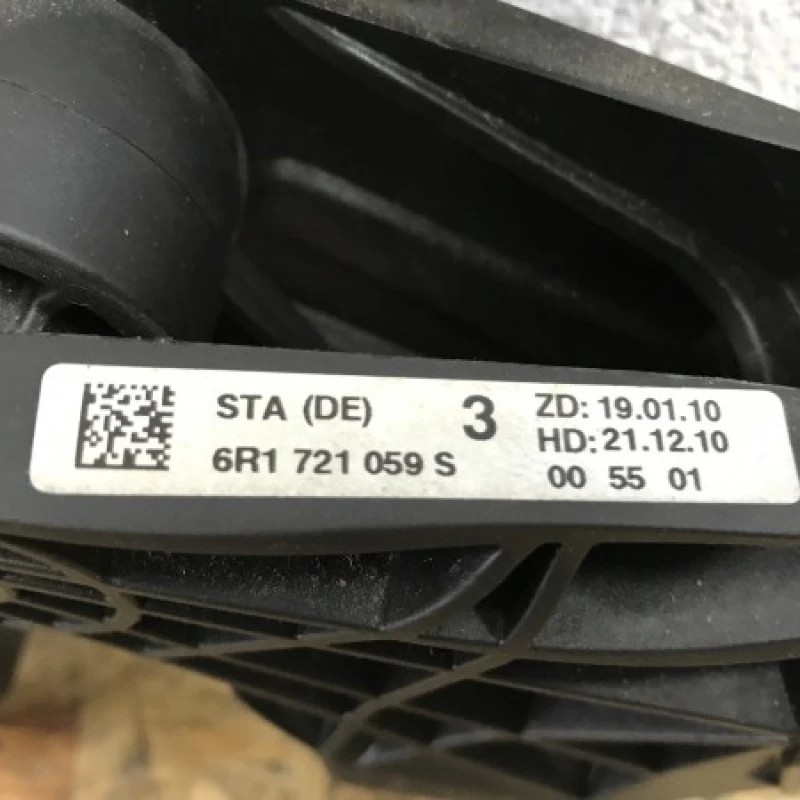 STA (DE) 3 ZD: 19.01.10
6R1 721 059 S HD: 21.12.10
00 55 01